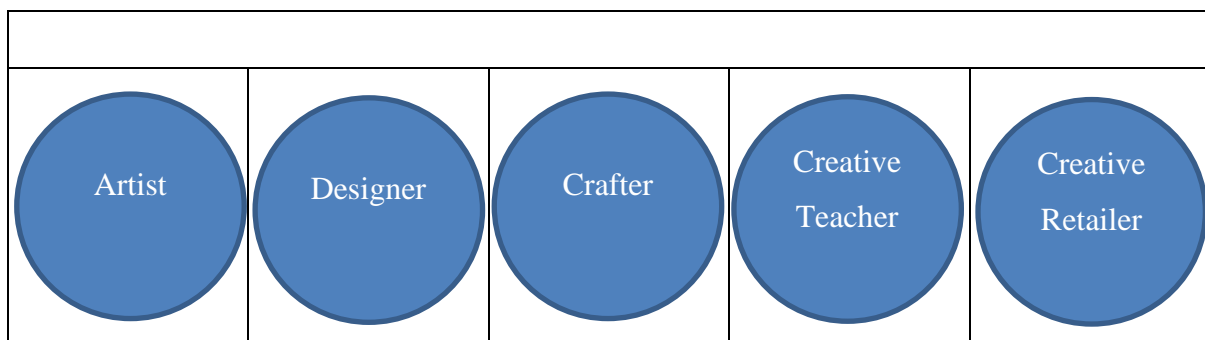 Artist
Designer
Crafter
Creative
Teacher
Creative
Retailer